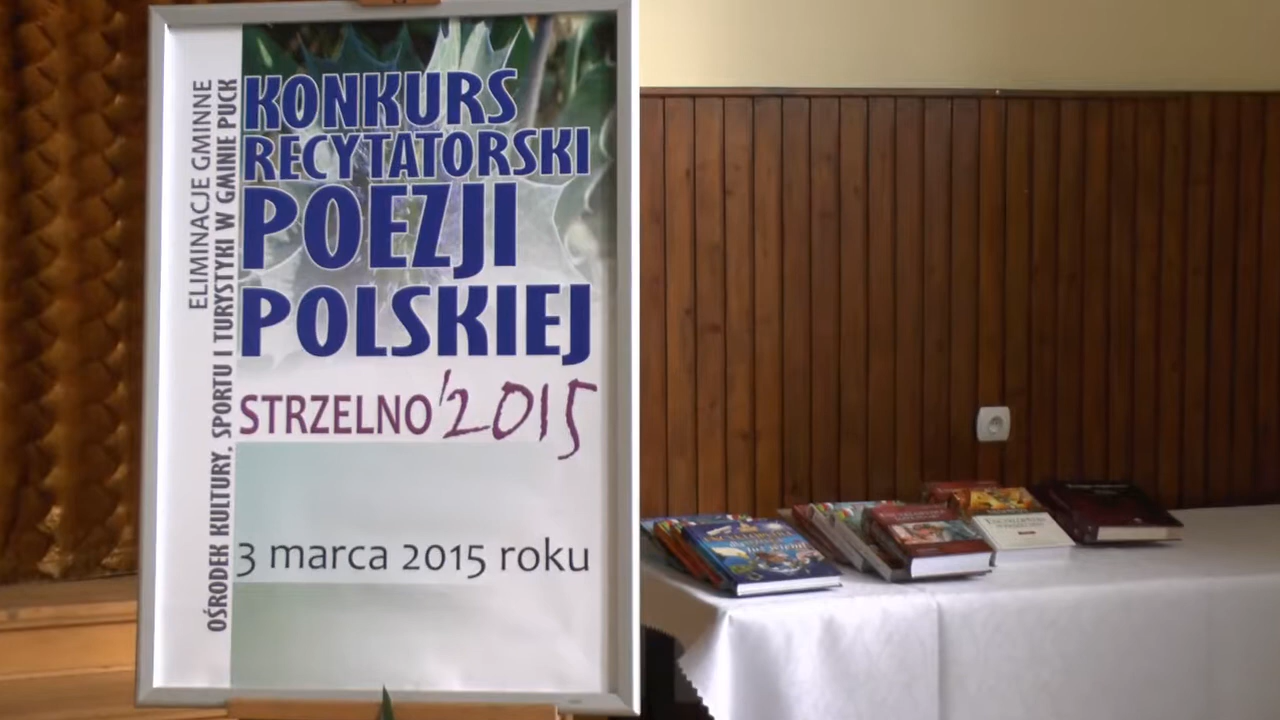 ELIMINACJE GMINNE
OŚRODEK KULTURY, SPORTU I TURYSTYKI W GMINIE PUCK
KONKURS
RECYTATORSKI
POEZJI
POLSKIEJ
STRZELNO'2015
3 marca 2015 roku